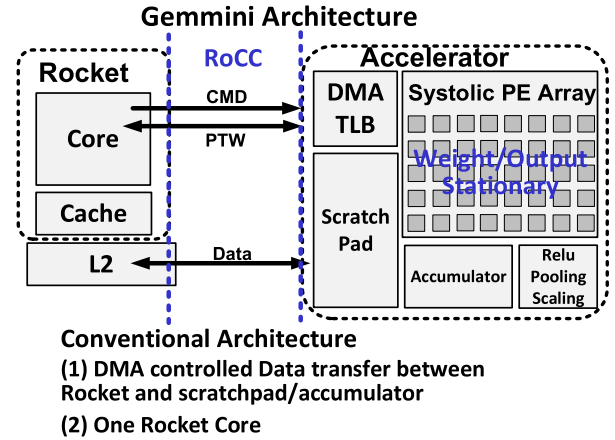 Gemmini Architecture
Rocket
RoCC
Accelerator
Core
CMD
PTW
DMA
TLB
Systolic PE Array
Weight/Output
Stationary
Cache
Scratch
Pad
L2
Data
Accumulator
Relu
Pooling
Scaling
Conventional Architecture
(1) DMA controlled Data transfer between
Rocket and scratchpad/accumulator
(2) One Rocket Core